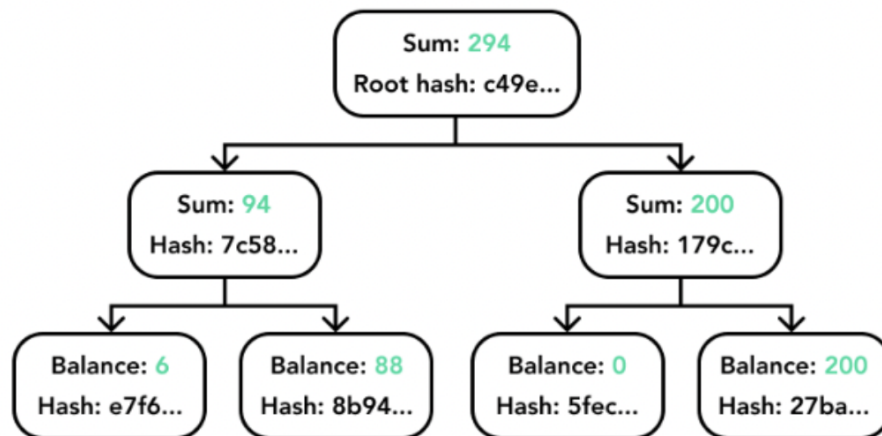 Sum: 294
Root hash: c49e...
Sum: 94
Hash: 7c58...
Sum: 200
Hash: 179c...
Balance: 6
Hash: e7f6...
Balance: 88
Hash: 8b94...
Balance: 0
Hash: 5fec...
Balance: 200
Hash: 27ba...